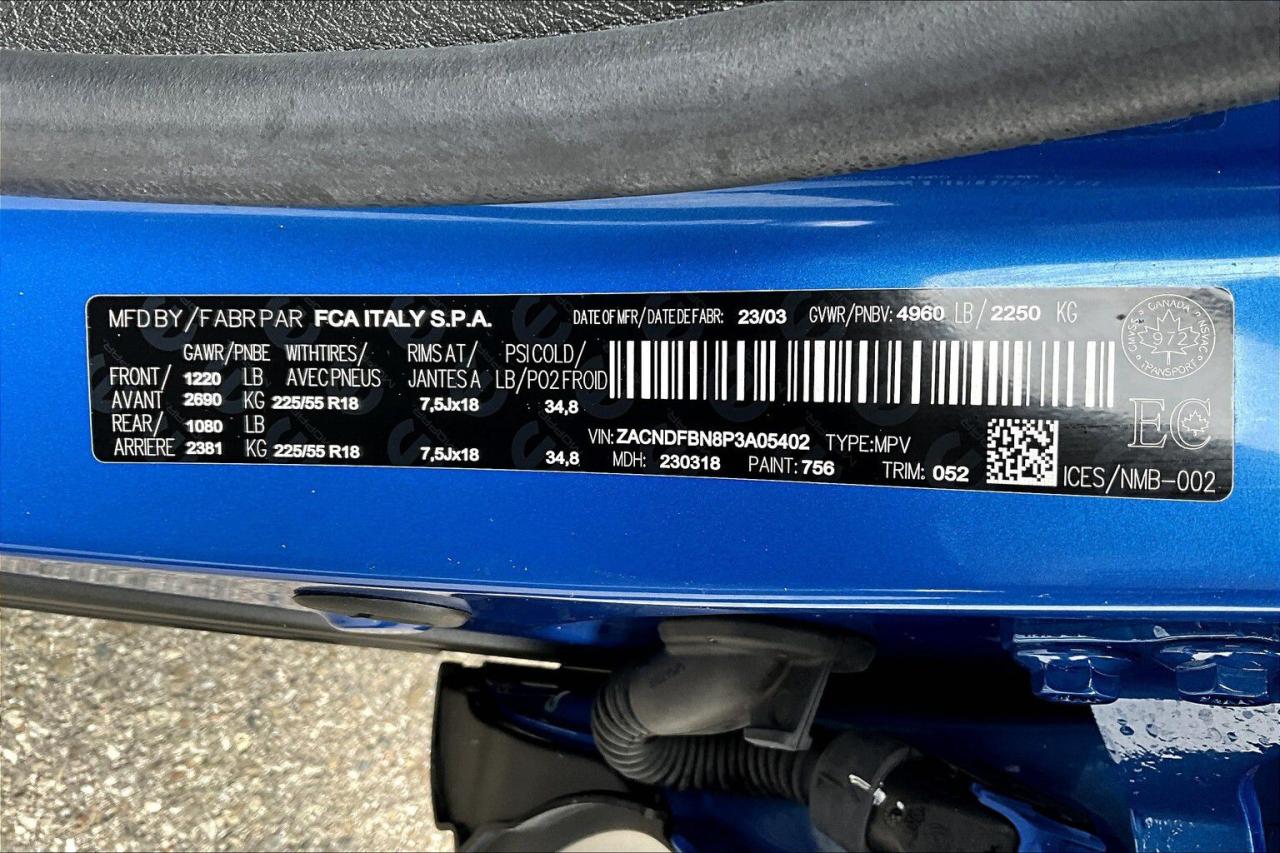 MFD BY/FABR PAR FCA ITALY S.P.A. DATE OF MFR/DATE DE FABR: 23/03 GVWR/PNBV: 4960 LB/2250 KG
GAWR/PNBE WITH TIRES/ RIMS AT/ PSI COLD/
FRONT/ 1220 LB AVEC PNEUS JANTES A LB/PO2 FROID
AVANT 2690 KG 225/55 R18 7,5Jx18 34,8
REAR/ 1080 LB
ARRIERE 2381 KG 225/55 R18 7,5Jx18 34,8
VIN: ZACNDFBN8P3A05402 TYPE:MPV
MDH: 230318 PAINT: 756 TRIM: 052
CANADA
972
TRANSPORT
EC
ICES/NMB-002